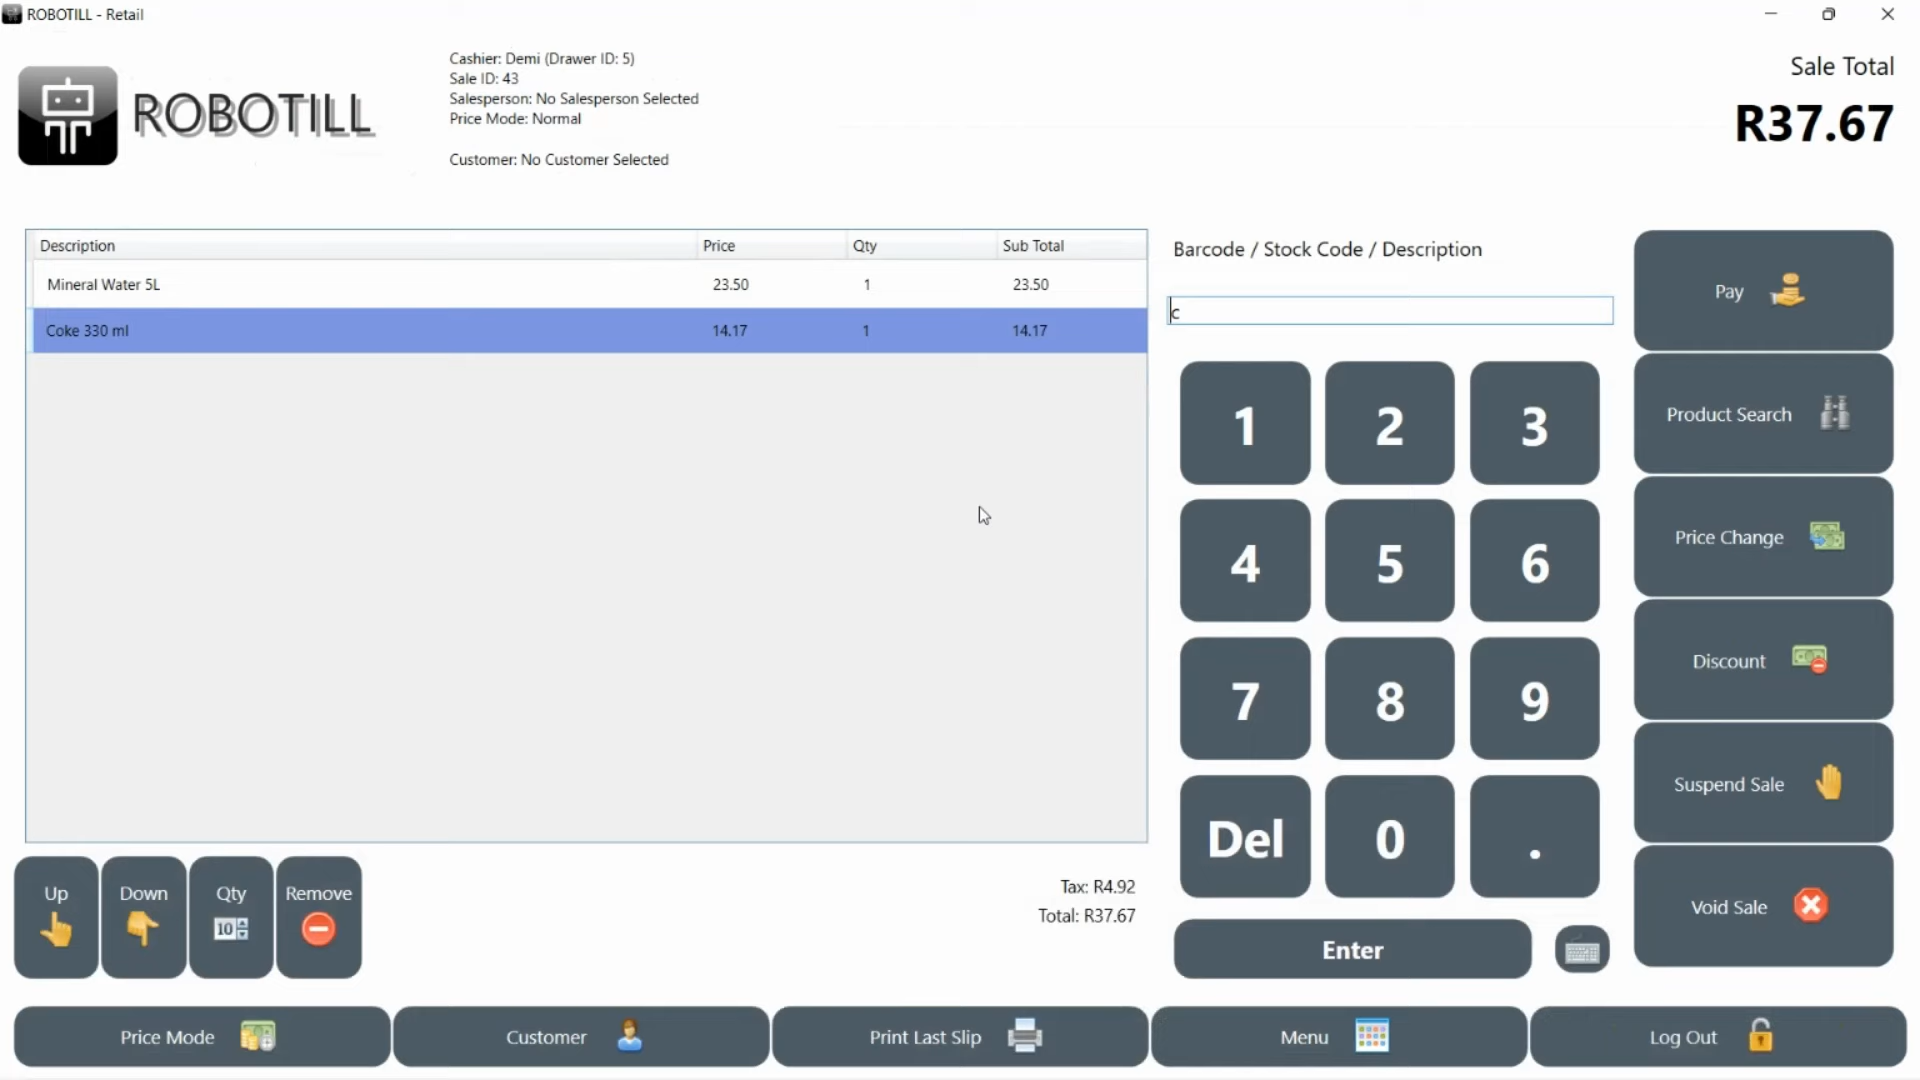 ROBOTILL - Retail
ROBOTILL
Cashier: Demi (Drawer ID: 5)
Sale ID: 43
Salesperson: No Salesperson Selected
Price Mode: Normal
Customer: No Customer Selected
Sale Total
R37.67
Description Price Qty Sub Total
Mineral Water 5L 23.50 1 23.50
Coke 330 ml 14.17 1 14.17
Barcode / Stock Code / Description
c
1 2 3
4 5 6
7 8 9
Del 0 .
Enter
Pay
Product Search
Price Change
Discount
Suspend Sale
Void Sale
Up Down Qty Remove
10
Tax: R4.92
Total: R37.67
Price Mode Customer Print Last Slip Menu Log Out